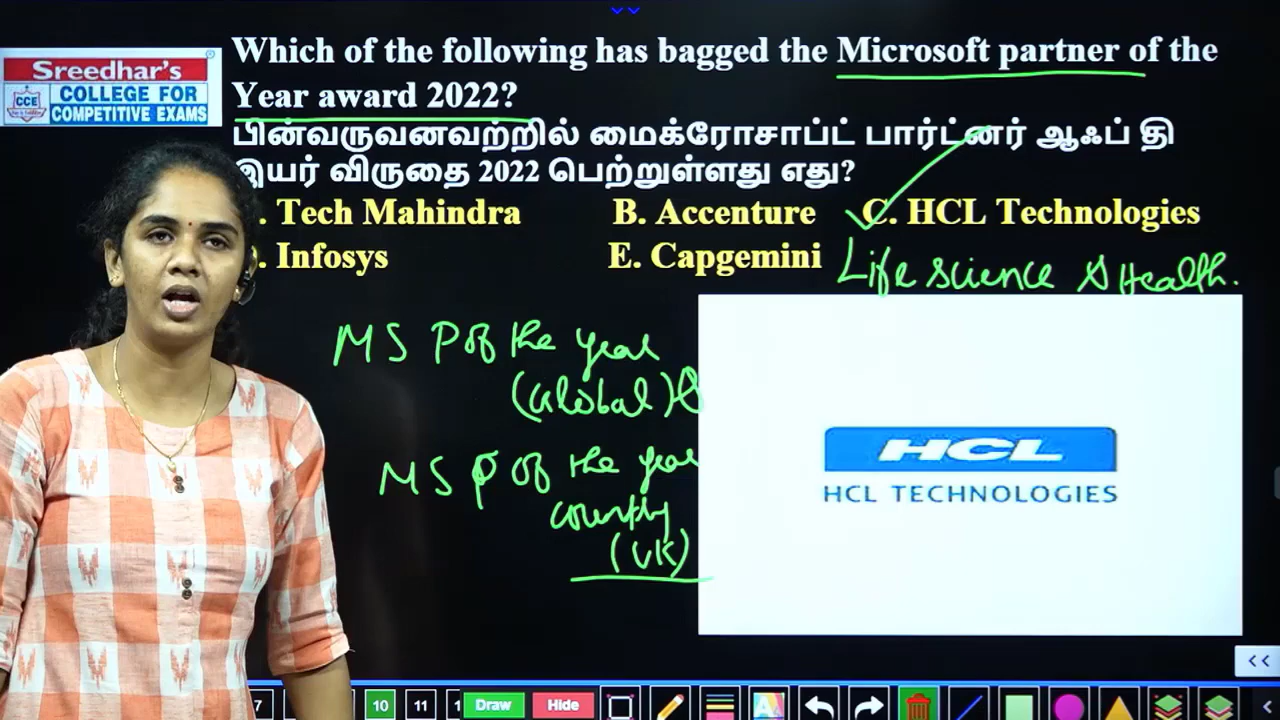 Sreedhar's
CCE
COLLEGE FOR
COMPETITIVE EXAMS
Which of the following has bagged the Microsoft partner of the
Year award 2022?
பின்வருவனவற்றில் மைக்ரோசாப்ட் பார்ட்னர் ஆஃப் தி
இயர் விருதை 2022 பெற்றுள்ளது எது?
. Tech Mahindra B. Accenture C. HCL Technologies
. Infosys E. Capgemini
Life science & Health.
MS P of the year
(Global) &
MS P of the year
country
(UK)
HCL
HCL TECHNOLOGIES
<<
7 10 11 1 Draw Hide A <